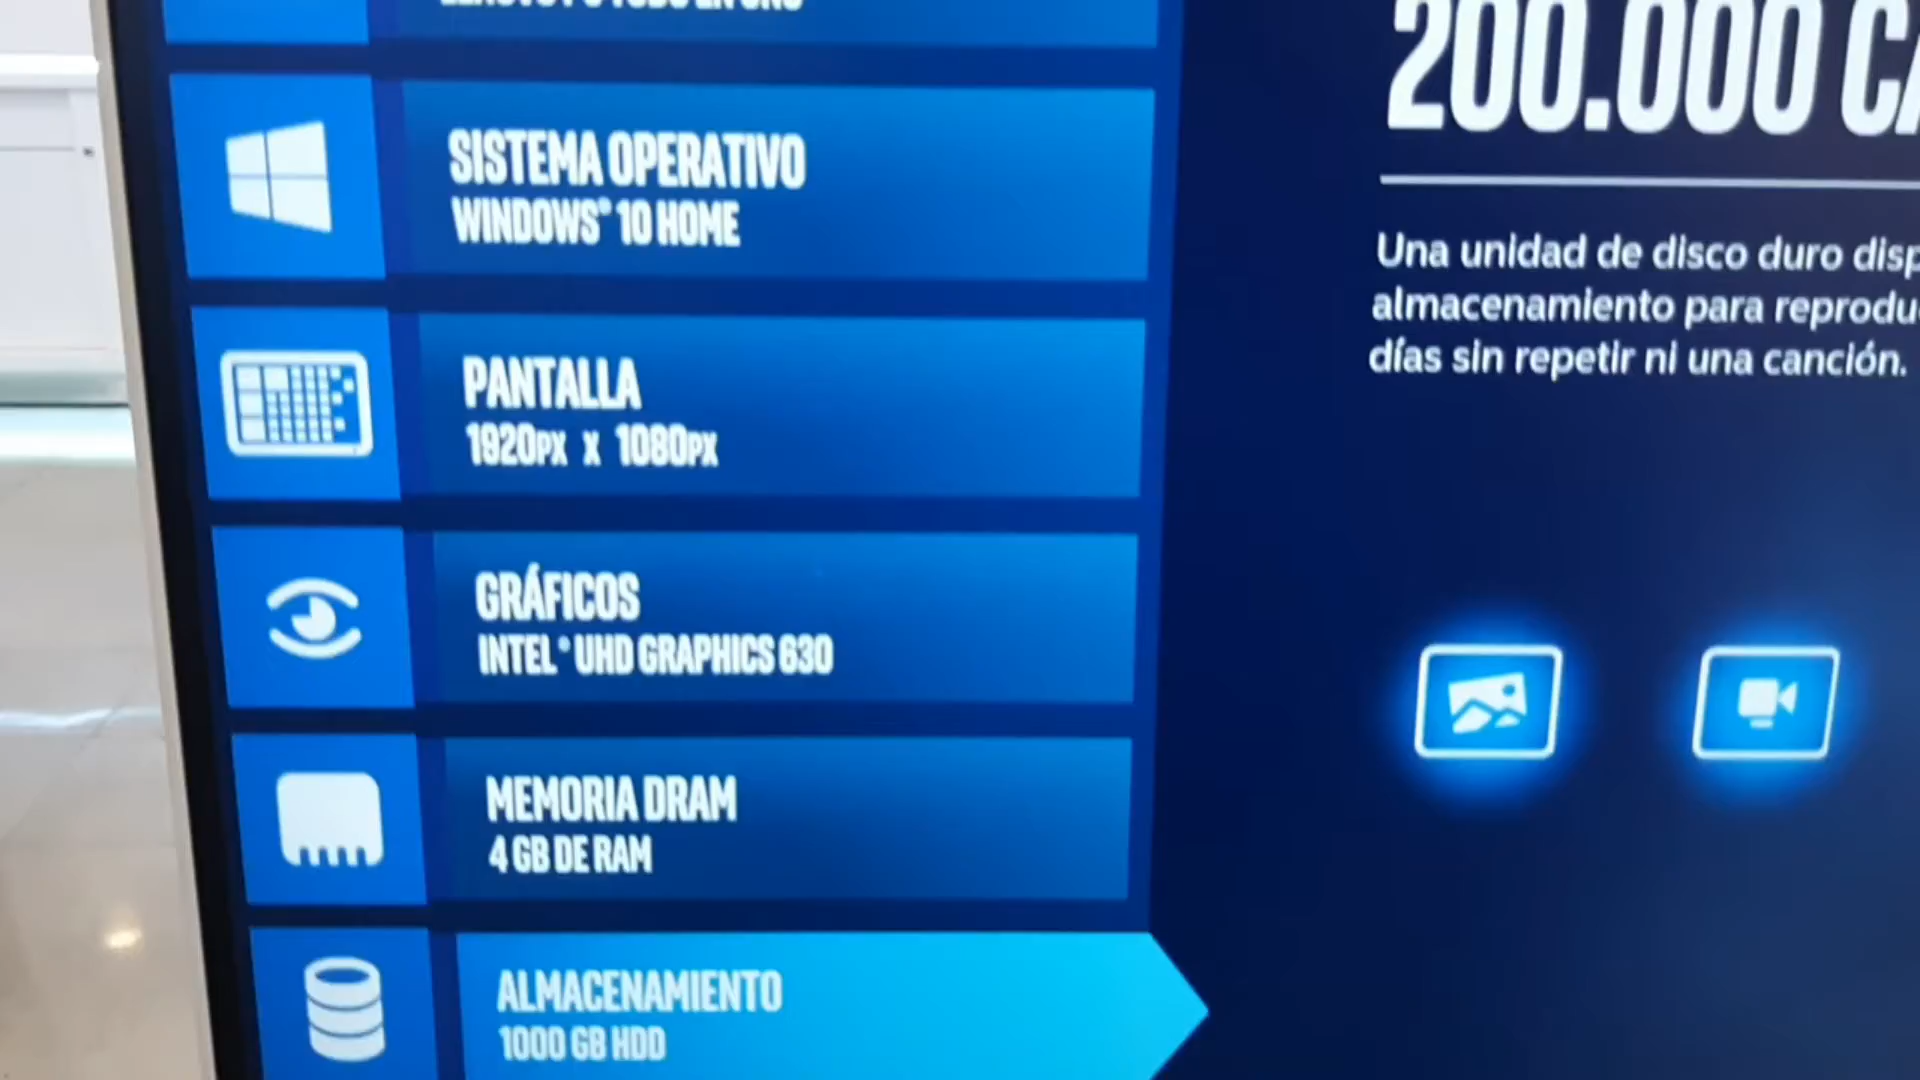 SISTEMA OPERATIVO
WINDOWS® 10 HOME
PANTALLA
1920PX X 1080PX
GRÁFICOS
INTEL® UHD GRAPHICS 630
MEMORIA DRAM
4 GB DE RAM
ALMACENAMIENTO
1000 GB HDD
200.000
Una unidad de disco duro
almacenamiento para
días sin repetir ni una canción.